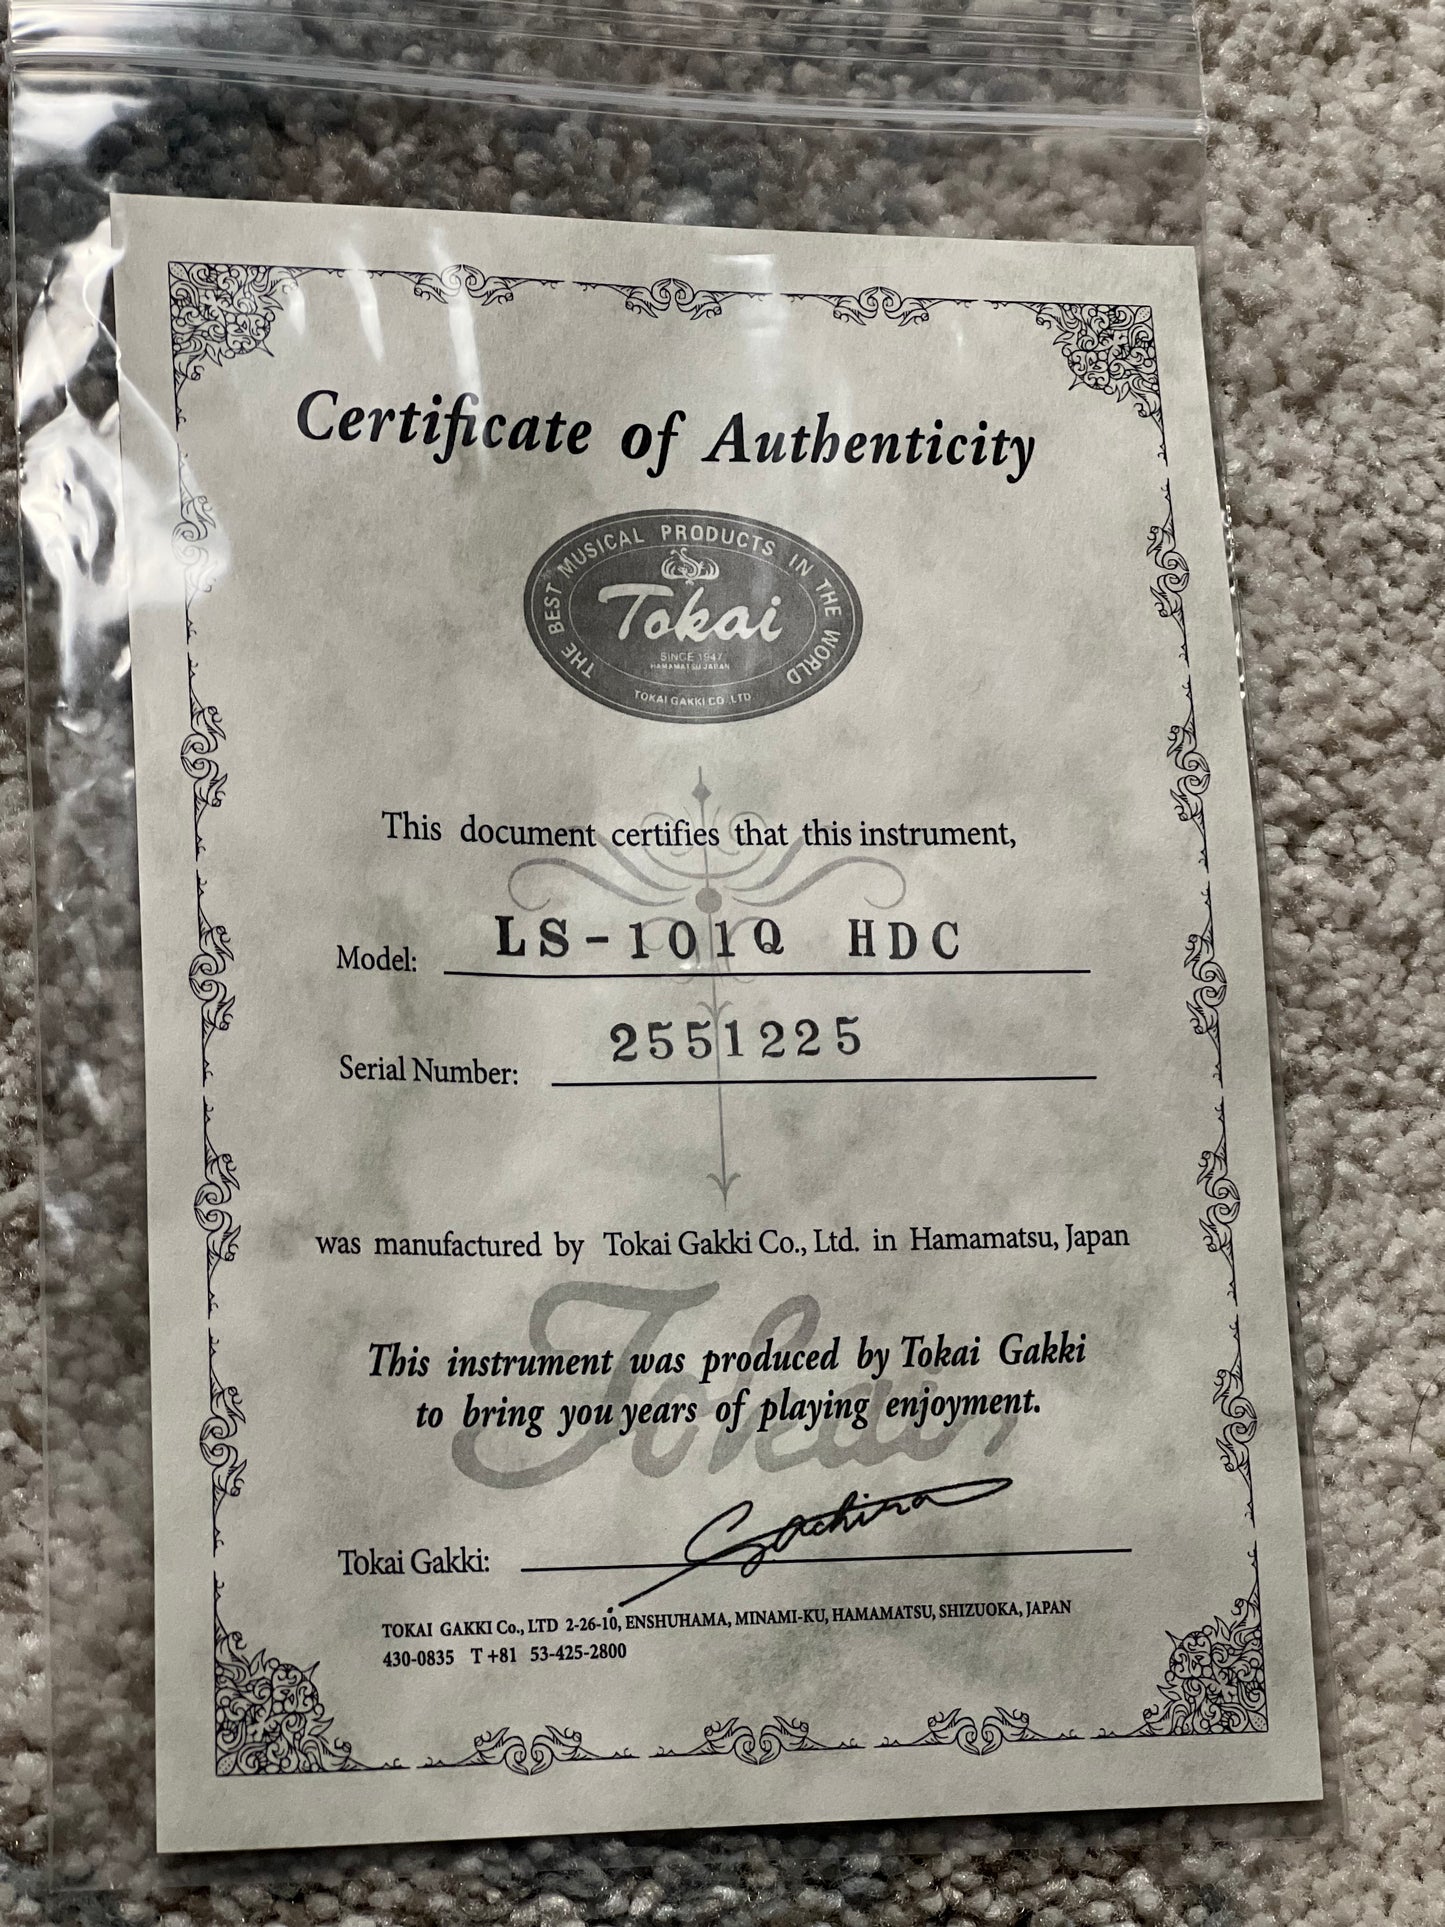 Certificate of Authenticity
THE BEST MUSICAL PRODUCTS IN THE WORLD
Tokai
SINCE 1947
HAMAMATSU JAPAN
TOKAI GAKKI CO., LTD.
This document certifies that this instrument,
Model: LS-101Q HDC
Serial Number: 2551225
was manufactured by Tokai Gakki Co., Ltd. in Hamamatsu, Japan
Tokai
This instrument was produced by Tokai Gakki
to bring you years of playing enjoyment.
Tokai Gakki:
TOKAI GAKKI Co., LTD 2-26-10, ENSHUHAMA, MINAMI-KU, HAMAMATSU, SHIZUOKA, JAPAN
430-0835 T +81 53-425-2800